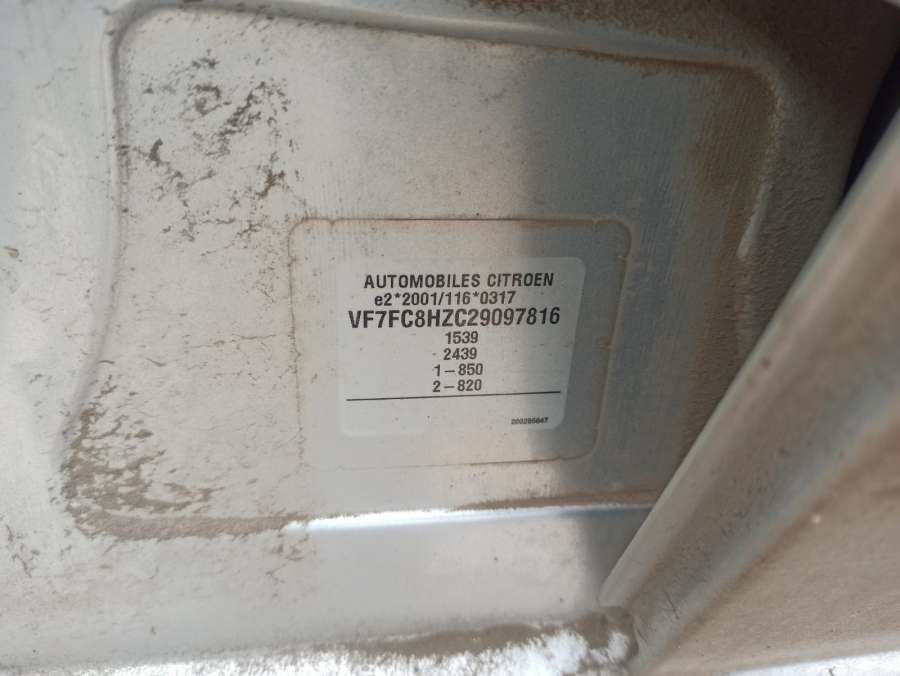 AUTOMOBILES CITROEN
e2*2001/116*0317
VF7FC8HZC29097816
1539
2439
1-850
2-820